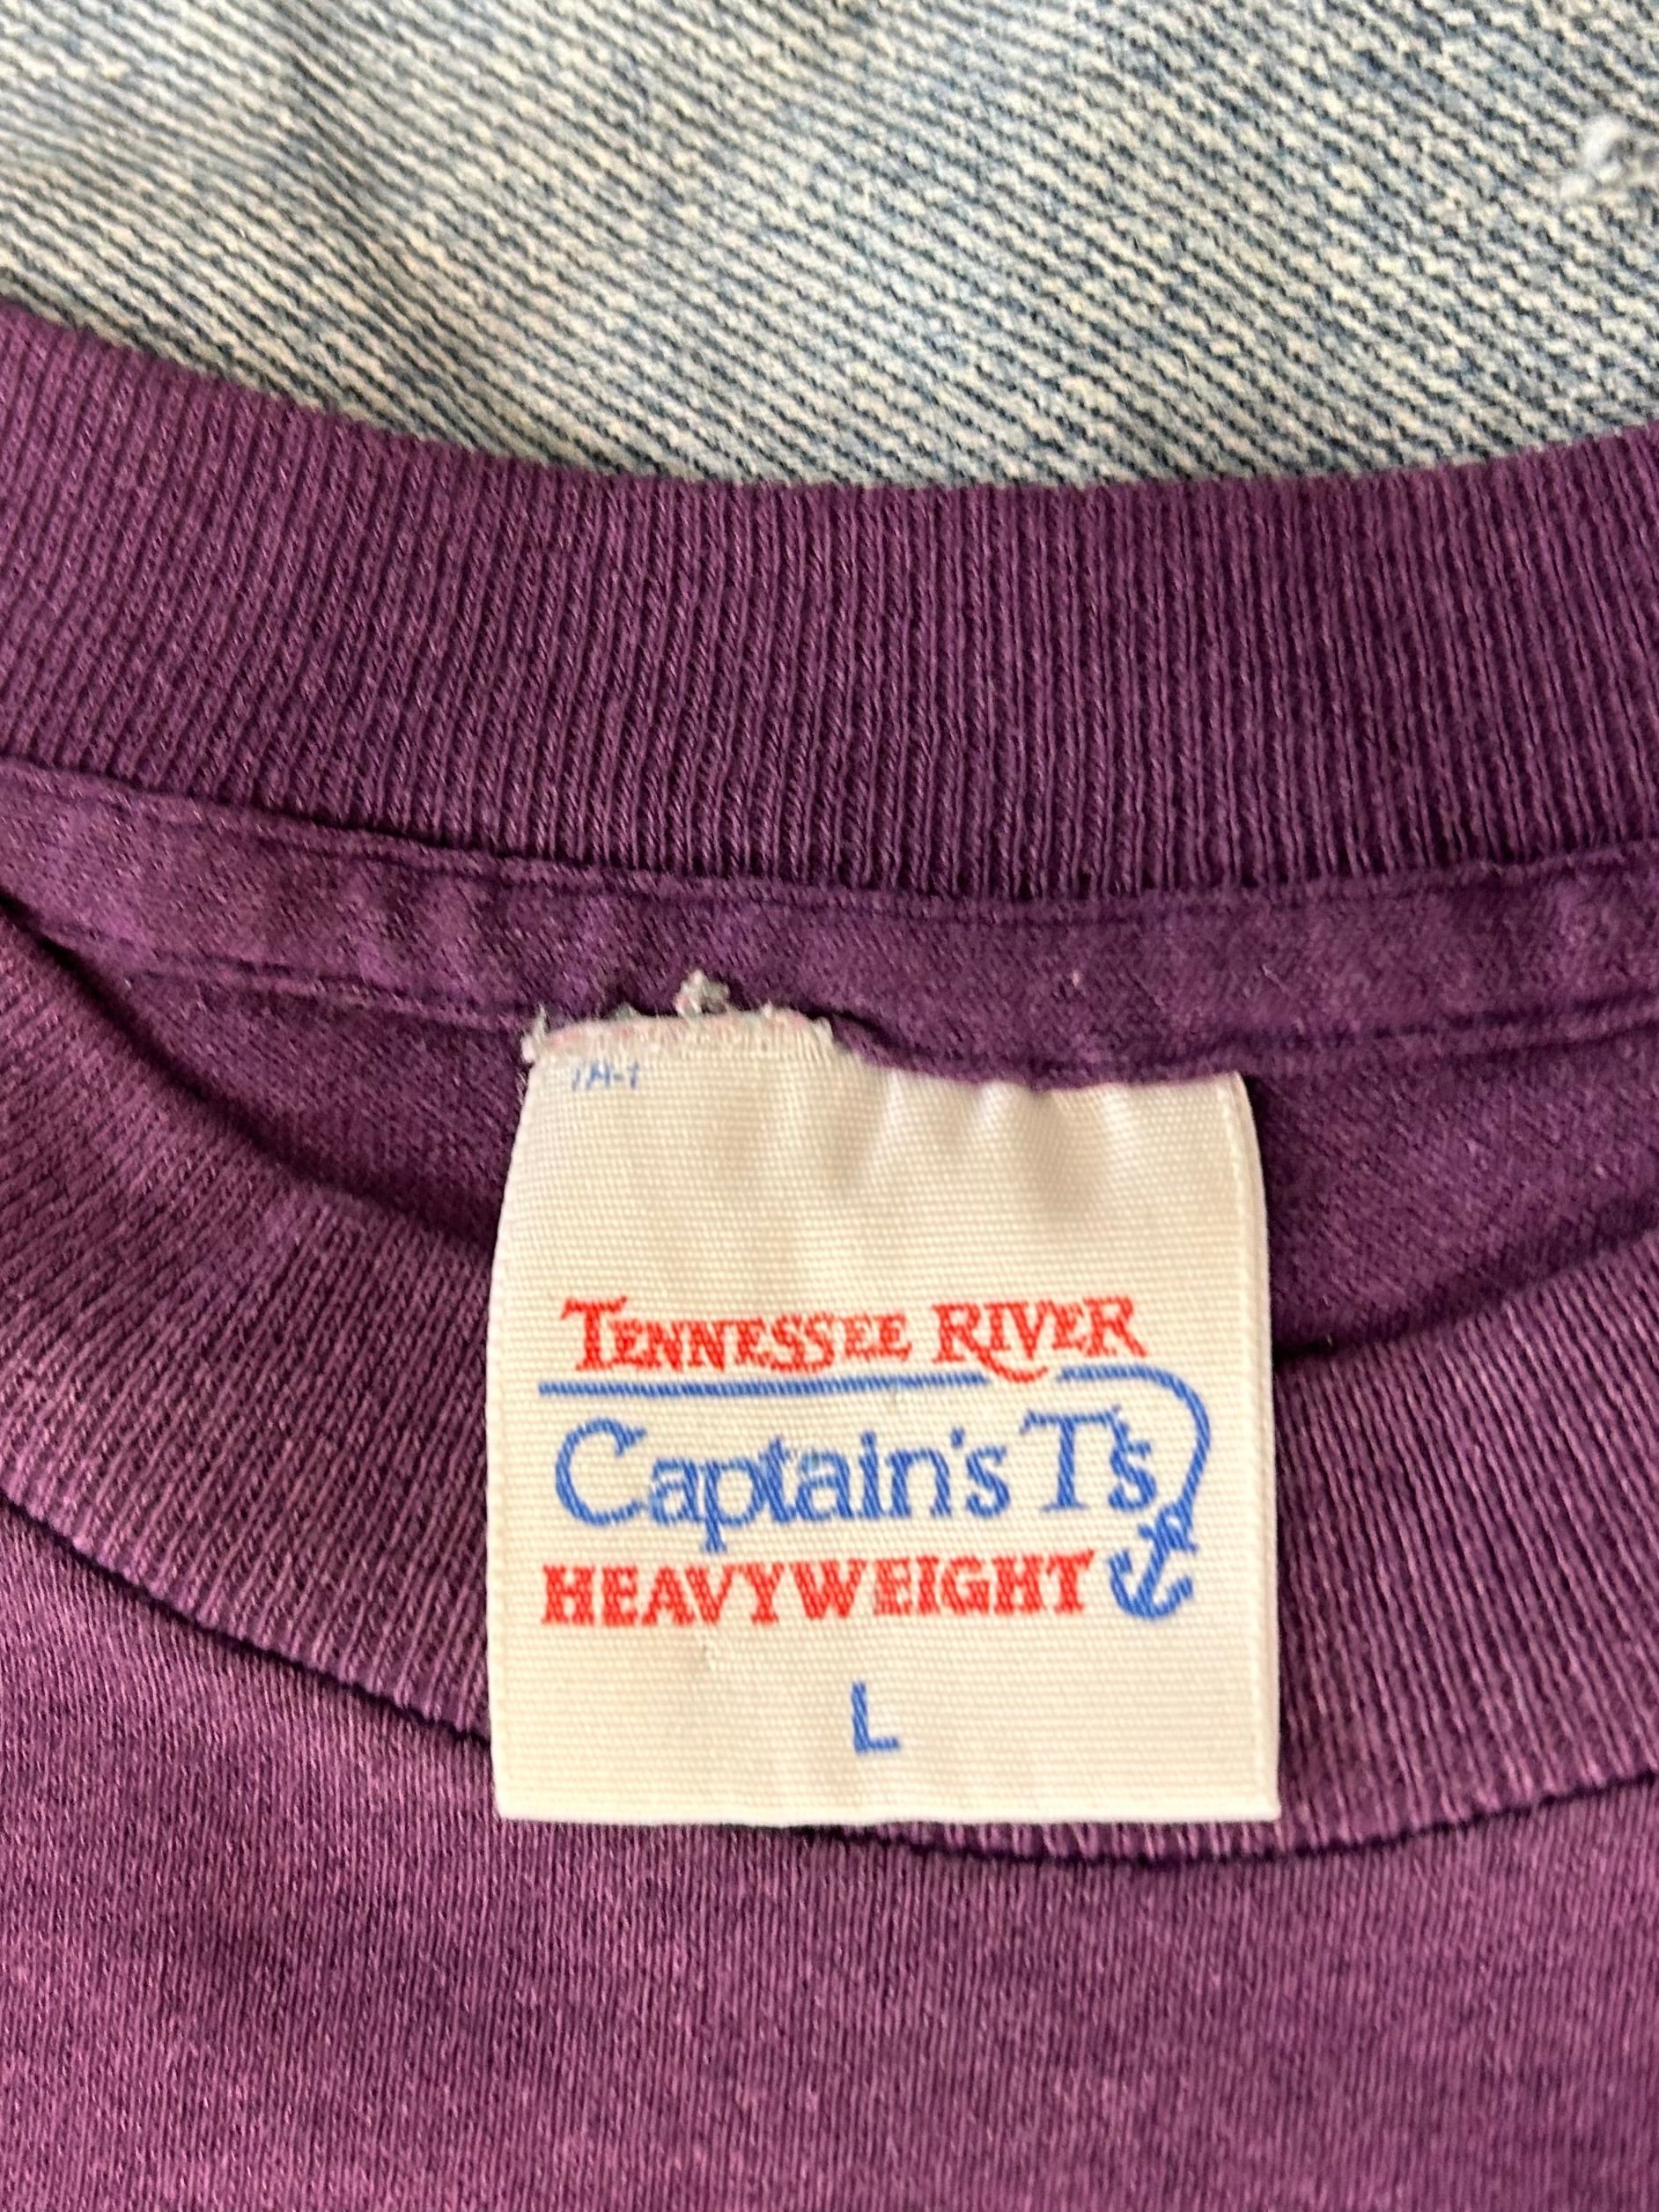 TENNESSEE RIVER
Captain's T's
HEAVYWEIGHT
L